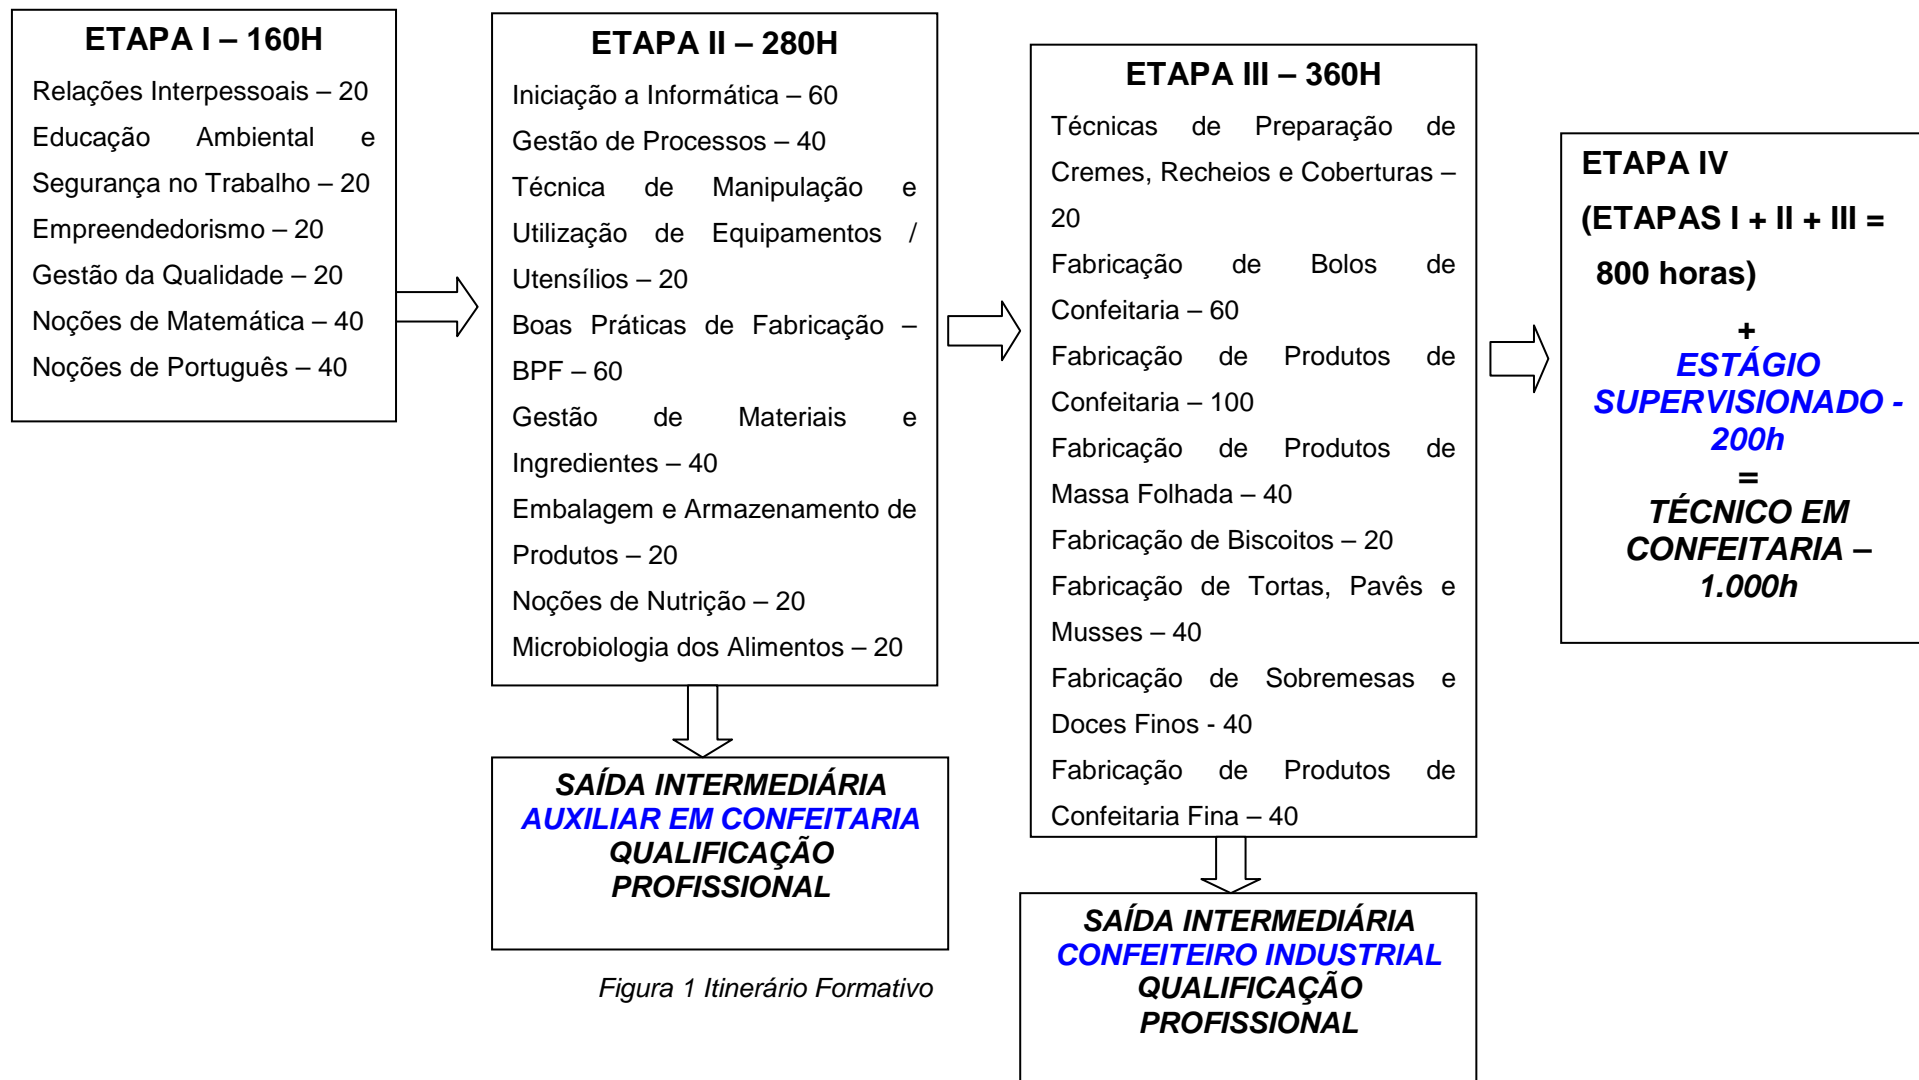 ETAPA I – 160H
Relações Interpessoais – 20
Educação Ambiental e
Segurança no Trabalho – 20
Empreendedorismo – 20
Gestão da Qualidade – 20
Noções de Matemática – 40
Noções de Português – 40
ETAPA II – 280H
Iniciação a Informática – 60
Gestão de Processos – 40
Técnica de Manipulação e
Utilização de Equipamentos /
Utensílios – 20
Boas Práticas de Fabricação –
BPF – 60
Gestão de Materiais e
Ingredientes – 40
Embalagem e Armazenamento de
Produtos – 20
Noções de Nutrição – 20
Microbiologia dos Alimentos – 20
SAÍDA INTERMEDIÁRIA
AUXILIAR EM CONFEITARIA
QUALIFICAÇÃO
PROFISSIONAL
ETAPA III – 360H
Técnicas de Preparação de
Cremes, Recheios e Coberturas –
20
Fabricação de Bolos de
Confeitaria – 60
Fabricação de Produtos de
Confeitaria – 100
Fabricação de Produtos de
Massa Folhada – 40
Fabricação de Biscoitos – 20
Fabricação de Tortas, Pavês e
Musses – 40
Fabricação de Sobremesas e
Doces Finos - 40
Fabricação de Produtos de
Confeitaria Fina – 40
SAÍDA INTERMEDIÁRIA
CONFEITEIRO INDUSTRIAL
QUALIFICAÇÃO
PROFISSIONAL
ETAPA IV
(ETAPAS I + II + III =
800 horas)
+
ESTÁGIO
SUPERVISIONADO -
200h
=
TÉCNICO EM
CONFEITARIA –
1.000h
Figura 1 Itinerário Formativo